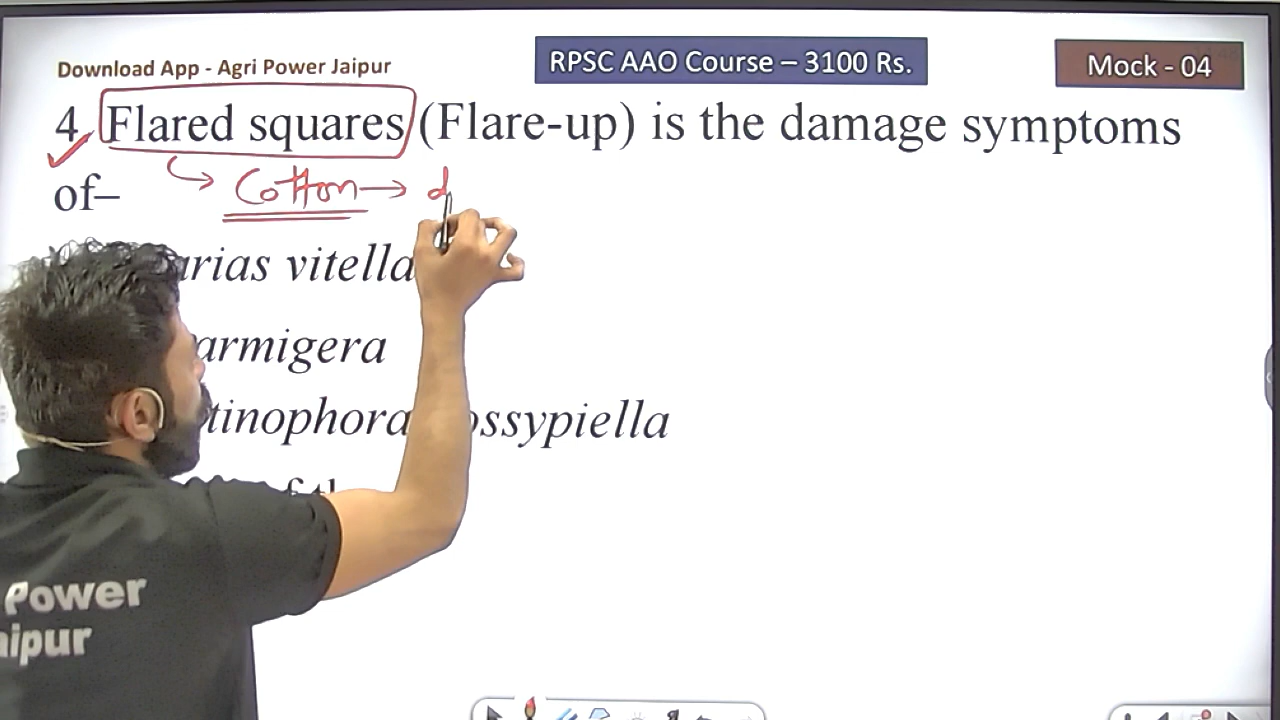 Download App - Agri Power Jaipur
RPSC AAO Course – 3100 Rs.
Mock - 04
4. Flared squares (Flare-up) is the damage symptoms
of–
Cotton → d
arias vitella
armigera
tinophora ossypiella
Power
aipur